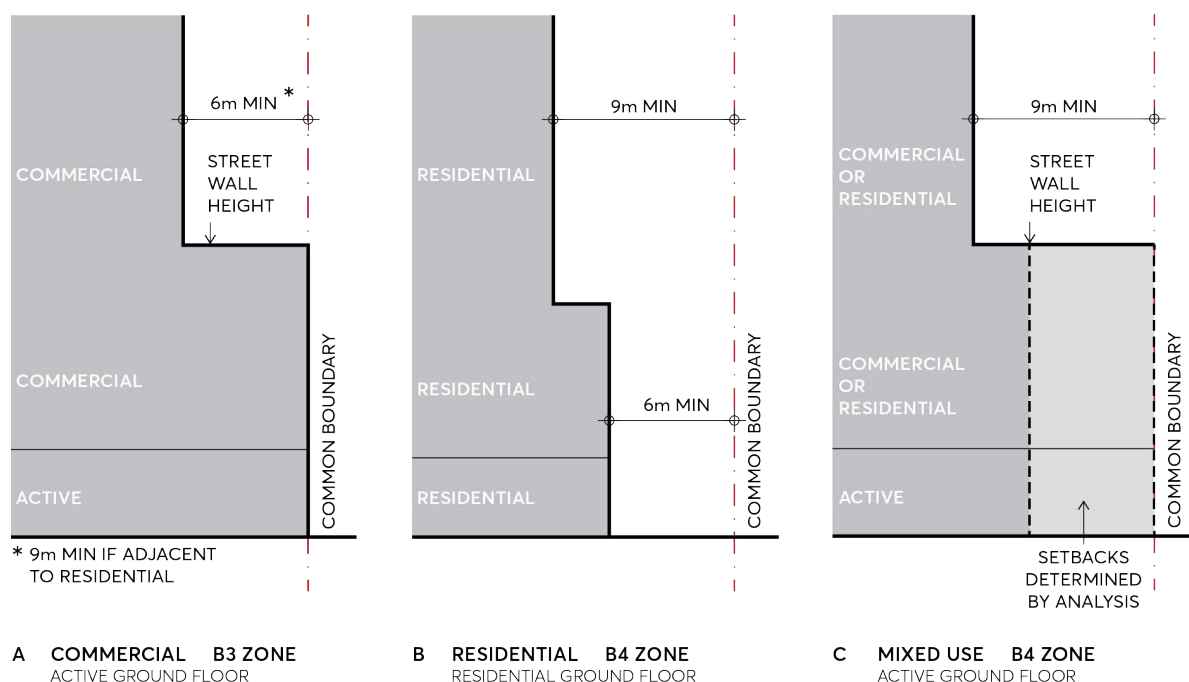 6m MIN *
STREET
WALL
HEIGHT
COMMERCIAL
COMMERCIAL
ACTIVE
COMMON BOUNDARY
* 9m MIN IF ADJACENT
TO RESIDENTIAL
A COMMERCIAL B3 ZONE
ACTIVE GROUND FLOOR
9m MIN
RESIDENTIAL
RESIDENTIAL
6m MIN
RESIDENTIAL
COMMON BOUNDARY
B RESIDENTIAL B4 ZONE
RESIDENTIAL GROUND FLOOR
9m MIN
COMMERCIAL
OR
RESIDENTIAL
STREET
WALL
HEIGHT
COMMERCIAL
OR
RESIDENTIAL
ACTIVE
COMMON BOUNDARY
SETBACKS
DETERMINED
BY ANALYSIS
C MIXED USE B4 ZONE
ACTIVE GROUND FLOOR